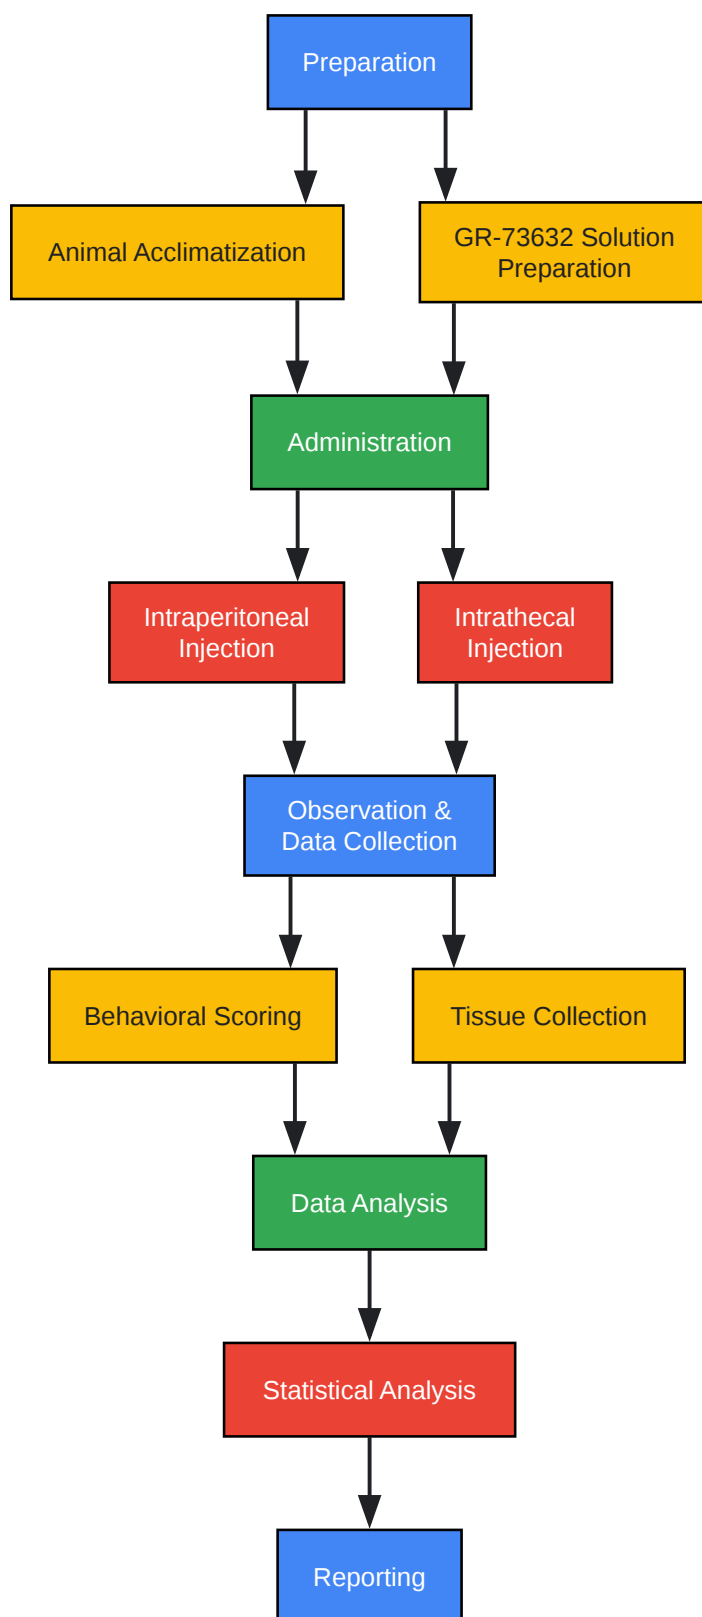 Preparation
Animal Acclimatization
GR-73632 Solution
Preparation
Administration
Intraperitoneal
Injection
Intrathecal
Injection
Observation &
Data Collection
Behavioral Scoring
Tissue Collection
Data Analysis
Statistical Analysis
Reporting